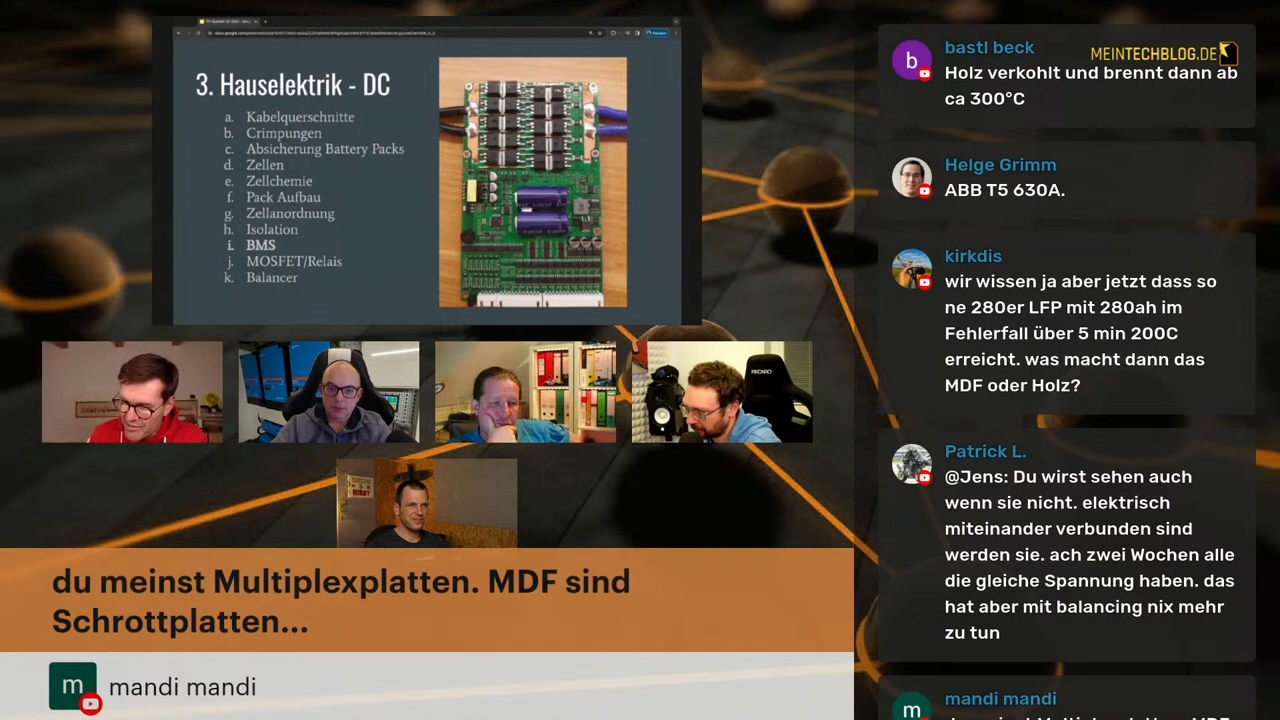 3. Hauselektrik - DC
a. Kabelquerschnitte
b. Crimpungen
c. Absicherung Battery Packs
d. Zellen
e. Zellchemie
f. Pack Aufbau
g. Zellanordnung
h. Isolation
i. BMS
j. MOSFET/Relais
k. Balancer
RECARO
HOBBY
du meinst Multiplexplatten. MDF sind
Schrottplatten...
m
mandi mandi
MEINTECHBLOG.DE
b
bastl beck
Holz verkohlt und brennt dann ab
ca 300°C
Helge Grimm
ABB T5 630A.
kirkdis
wir wissen ja aber jetzt dass so
ne 280er LFP mit 280ah im
Fehlerfall über 5 min 200C
erreicht. was macht dann das
MDF oder Holz?
Patrick L.
@Jens: Du wirst sehen auch
wenn sie nicht. elektrisch
miteinander verbunden sind
werden sie. ach zwei Wochen alle
die gleiche Spannung haben. das
hat aber mit balancing nix mehr
zu tun
m
mandi mandi